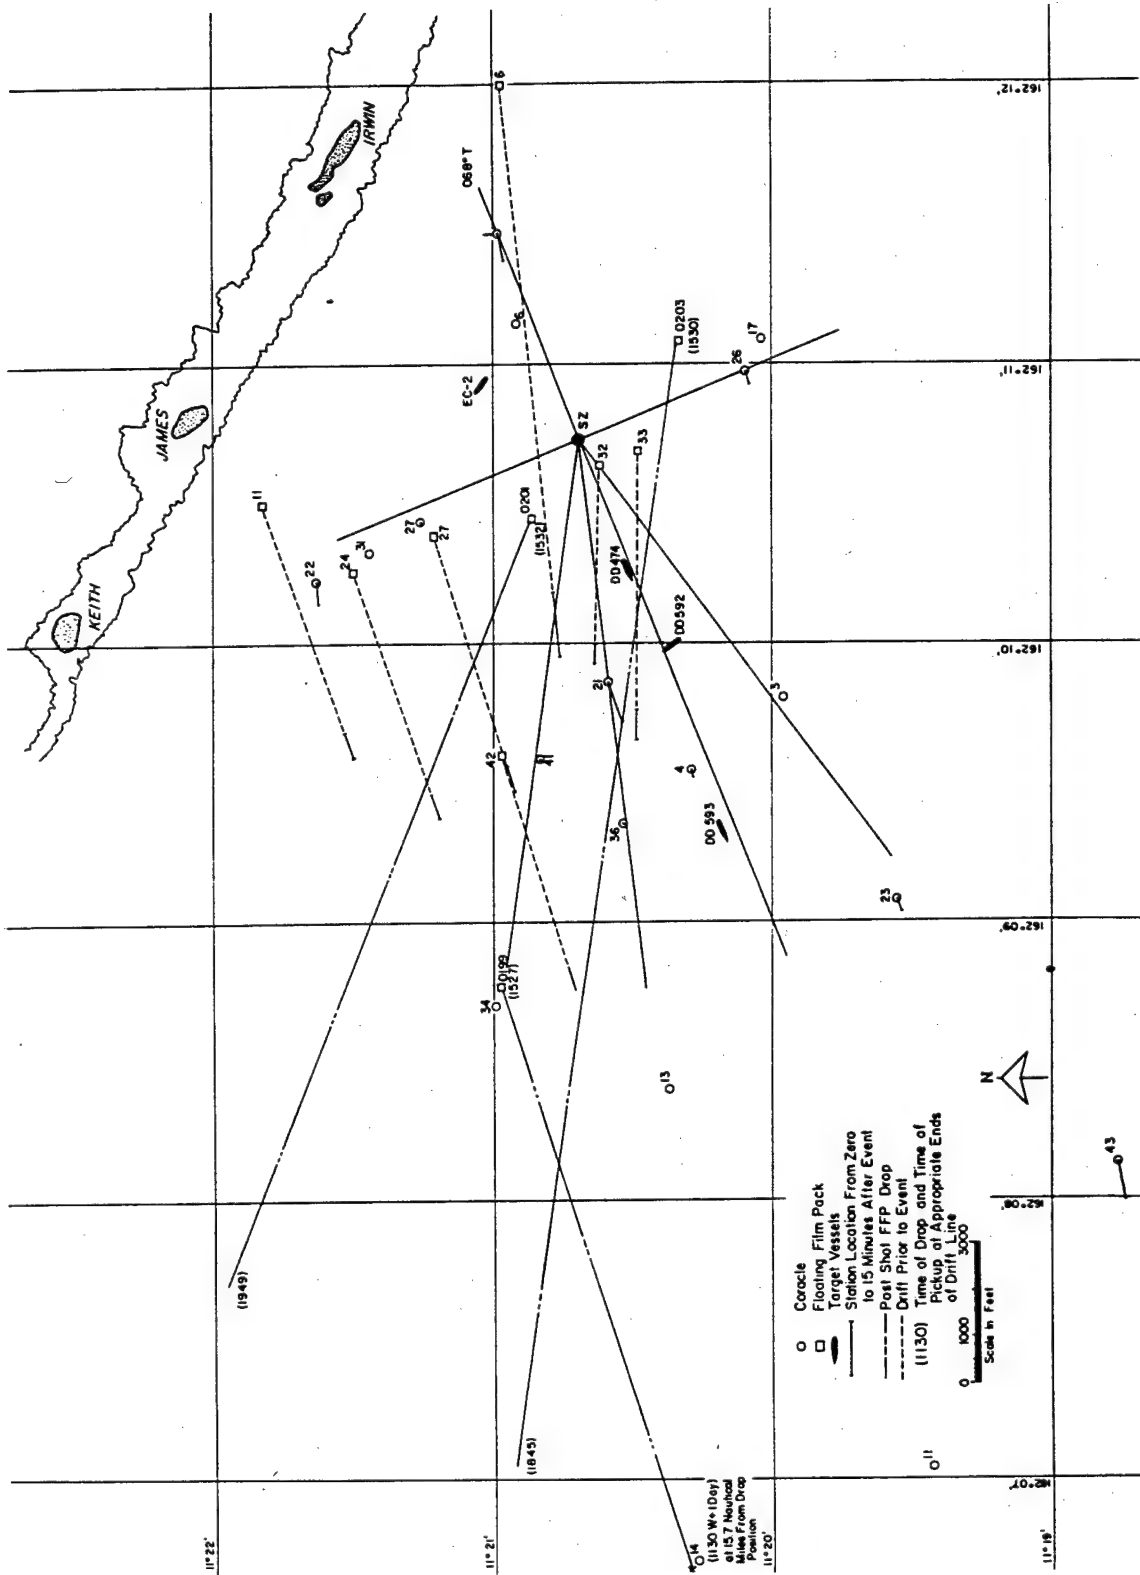 KEITH
JAMES
IRWIN
11°22'
11°21'
11°20'
11°19'
162°12'
162°11'
162°10'
162°09'
162°08'
162°07'
068°T
SZ
EC-2
DD474
DD592
DD593
11
22
24
31
27
27
42
41
0201
(1532)
6
6
1
0203
(1530)
26
17
32
33
21
36
4
3
23
34
0199
(1527)
13
43
11
14
(1949)
(1845)
(1130 W+1Day)
at 15.7 Nautical
Miles From Drop
Position
N
Coracle
Floating Film Pack
Target Vessels
Station Location From Zero
to 15 Minutes After Event
Post Shot FFP Drop
Drift Prior to Event
(1130) Time of Drop and Time of
Pickup at Appropriate Ends
of Drift Line
0 1000 3000
Scale in Feet